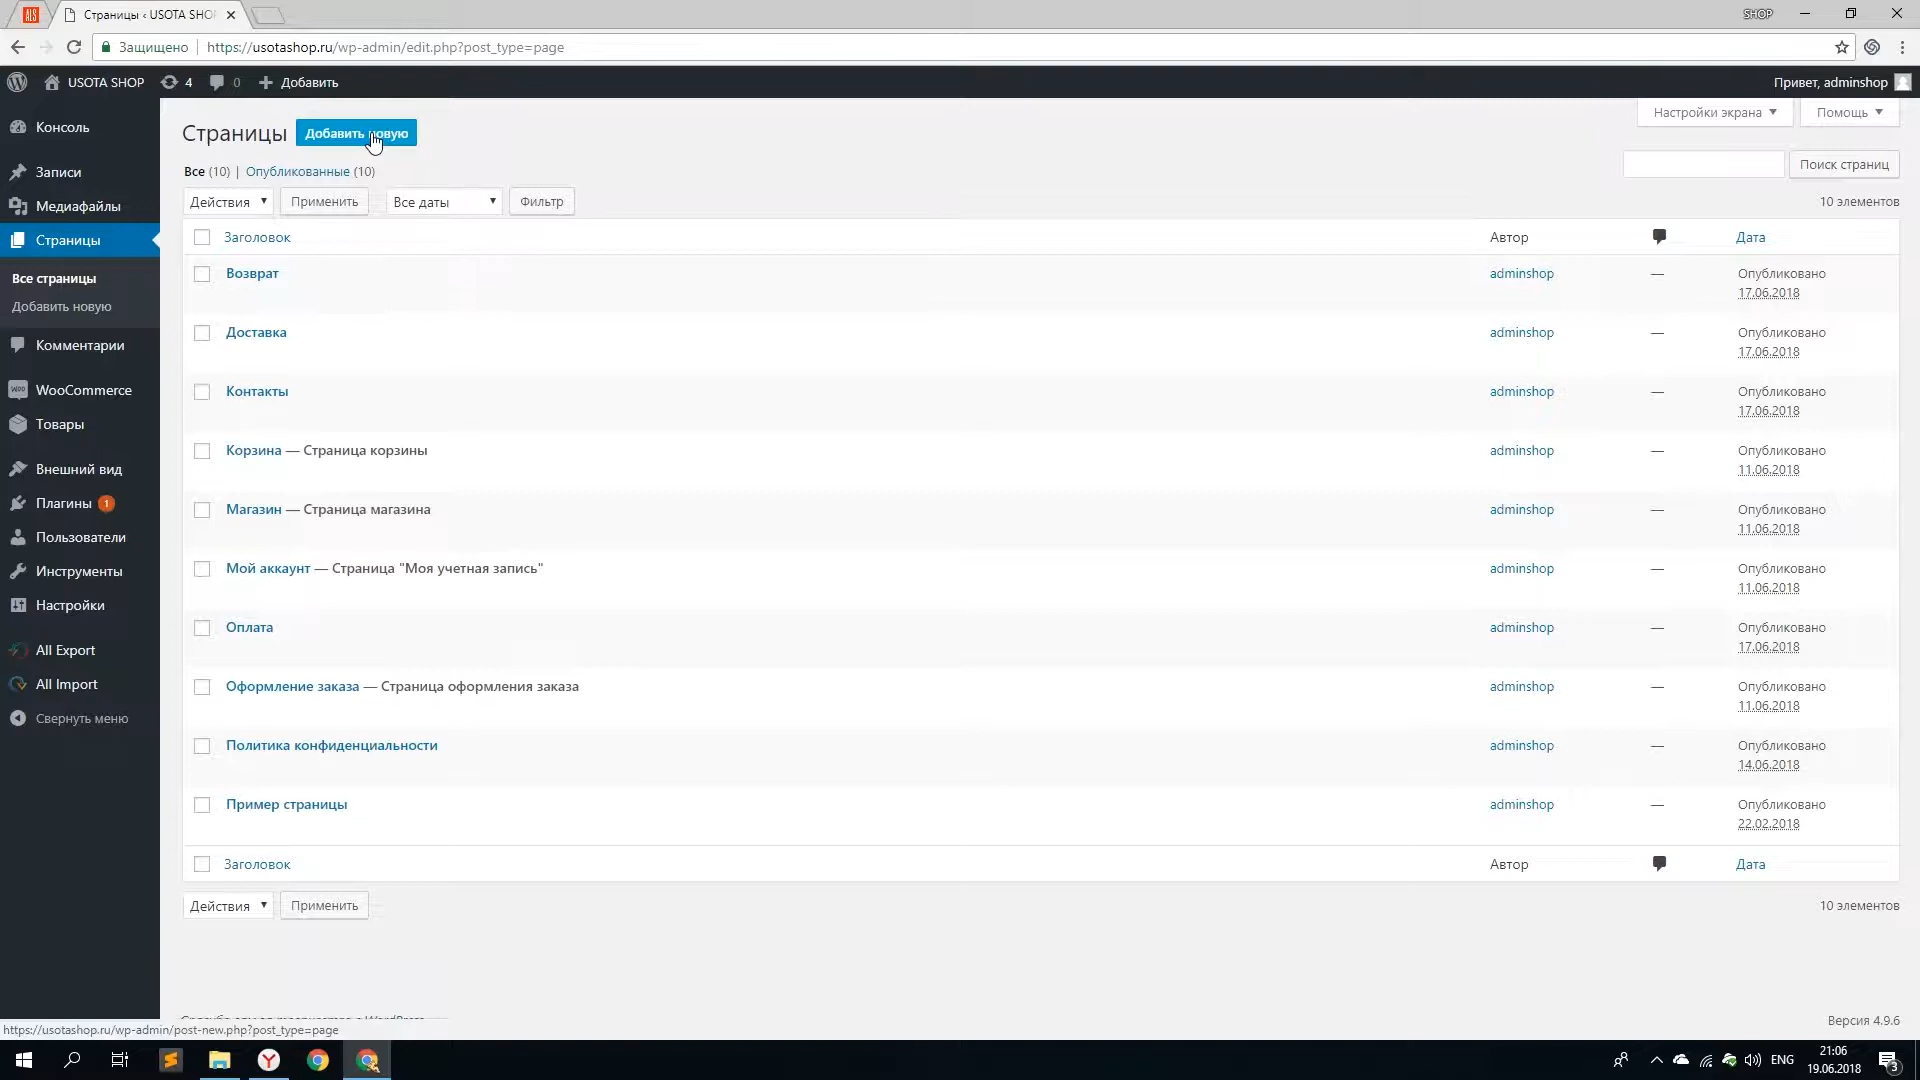 ALS
Страницы ‹ USOTA SHO
SHOP
Защищено
https://usotashop.ru/wp-admin/edit.php?post_type=page
USOTA SHOP
4
0
Добавить
Привет, adminshop
Консоль
Записи
Медиафайлы
Страницы
Все страницы
Добавить новую
Комментарии
WooCommerce
Товары
Внешний вид
Плагины 1
Пользователи
Инструменты
Настройки
All Export
All Import
Свернуть меню
Страницы
Добавить новую
Настройки экрана
Помощь
Все (10) | Опубликованные (10)
Поиск страниц
Действия
Применить
Все даты
Фильтр
10 элементов
Заголовок
Автор
Дата
Возврат
adminshop
—
Опубликовано
17.06.2018
Доставка
adminshop
—
Опубликовано
17.06.2018
Контакты
adminshop
—
Опубликовано
17.06.2018
Корзина — Страница корзины
adminshop
—
Опубликовано
11.06.2018
Магазин — Страница магазина
adminshop
—
Опубликовано
11.06.2018
Мой аккаунт — Страница "Моя учетная запись"
adminshop
—
Опубликовано
11.06.2018
Оплата
adminshop
—
Опубликовано
17.06.2018
Оформление заказа — Страница оформления заказа
adminshop
—
Опубликовано
11.06.2018
Политика конфиденциальности
adminshop
—
Опубликовано
14.06.2018
Пример страницы
adminshop
—
Опубликовано
22.02.2018
Заголовок
Автор
Дата
Действия
Применить
10 элементов
Версия 4.9.6
https://usotashop.ru/wp-admin/post-new.php?post_type=page
ENG
21:06
19.06.2018
3